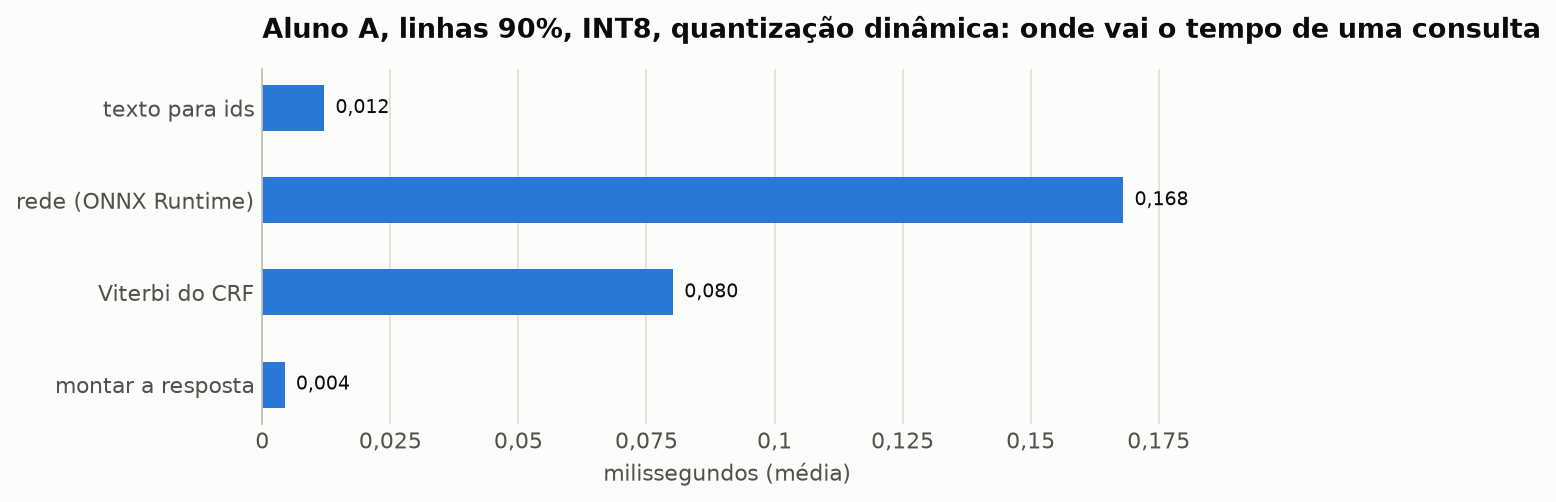 Aluno A, linhas 90%, INT8, quantização dinâmica: onde vai o tempo de uma consulta
texto para ids
0,012
rede (ONNX Runtime)
0,168
Viterbi do CRF
0,080
montar a resposta
0,004
0
0,025
0,05
0,075
0,1
0,125
0,15
0,175
milissegundos (média)